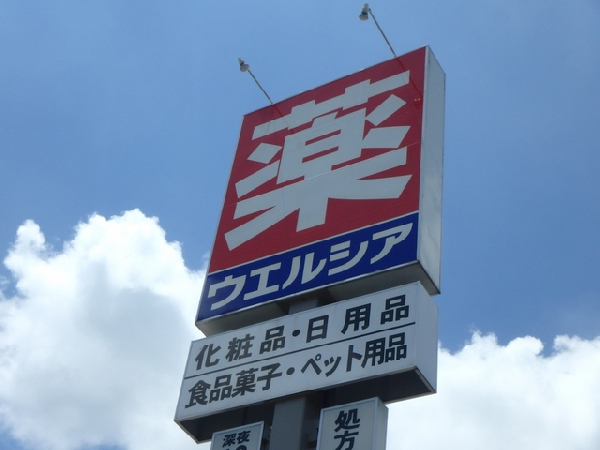 薬
ウエルシア
化粧品・日用品
食品菓子・ペット用品
深夜
処方